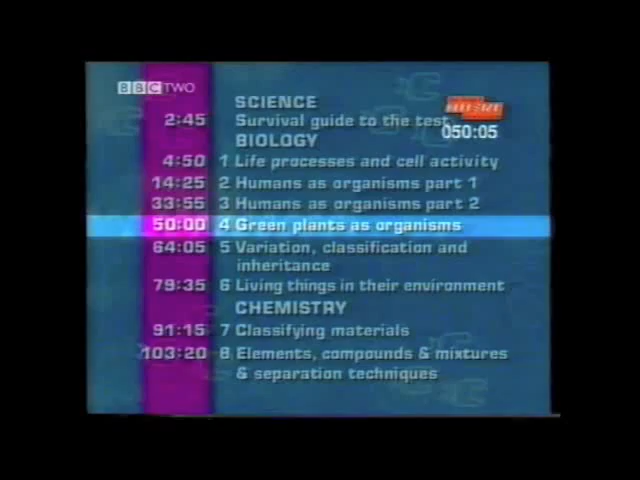 BBC TWO
SCIENCE
2:45 Survival guide to the test
050:05
BIOLOGY
4:50 1 Life processes and cell activity
14:25 2 Humans as organisms part 1
33:55 3 Humans as organisms part 2
50:00 4 Green plants as organisms
64:05 5 Variation, classification and
inheritance
79:35 6 Living things in their environment
CHEMISTRY
91:15 7 Classifying materials
103:20 8 Elements, compounds & mixtures
& separation techniques